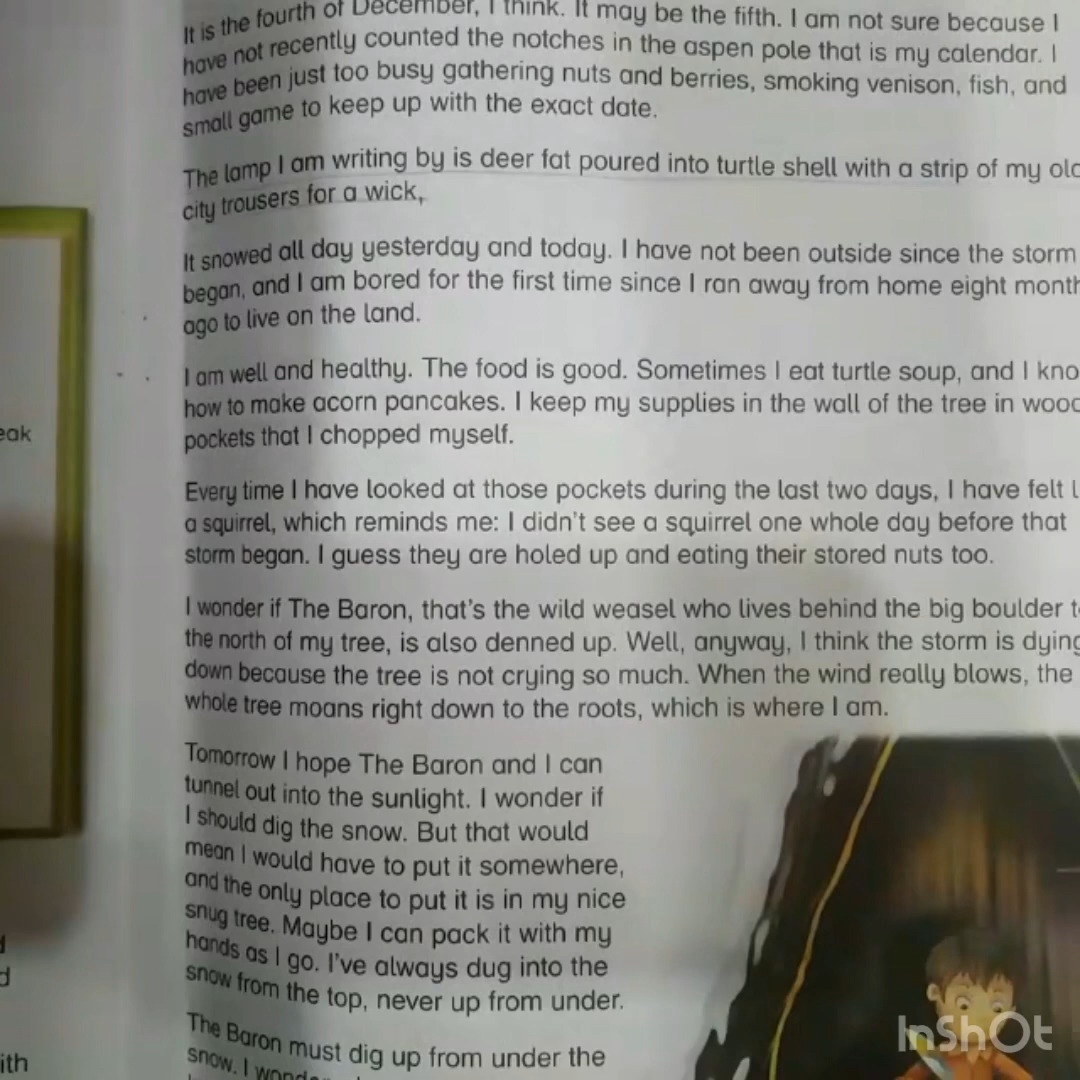 It is the fourth of December, I think. It may be the fifth. I am not sure because I
have not recently counted the notches in the aspen pole that is my calendar. I
have been just too busy gathering nuts and berries, smoking venison, fish, and
small game to keep up with the exact date.
The lamp I am writing by is deer fat poured into turtle shell with a strip of my old
city trousers for a wick,
It snowed all day yesterday and today. I have not been outside since the storm
began, and I am bored for the first time since I ran away from home eight month
ago to live on the land.
I am well and healthy. The food is good. Sometimes I eat turtle soup, and I kno
how to make acorn pancakes. I keep my supplies in the wall of the tree in wood
pockets that I chopped myself.
Every time I have looked at those pockets during the last two days, I have felt l
a squirrel, which reminds me: I didn't see a squirrel one whole day before that
storm began. I guess they are holed up and eating their stored nuts too.
I wonder if The Baron, that's the wild weasel who lives behind the big boulder t
the north of my tree, is also denned up. Well, anyway, I think the storm is dying
down because the tree is not crying so much. When the wind really blows, the
whole tree moans right down to the roots, which is where I am.
Tomorrow I hope The Baron and I can
tunnel out into the sunlight. I wonder if
I should dig the snow. But that would
mean I would have to put it somewhere,
and the only place to put it is in my nice
snug tree. Maybe I can pack it with my
hands as I go. I've always dug into the
snow from the top, never up from under.
The Baron must dig up from under the
snow. I
eak
d
ith
InShOt